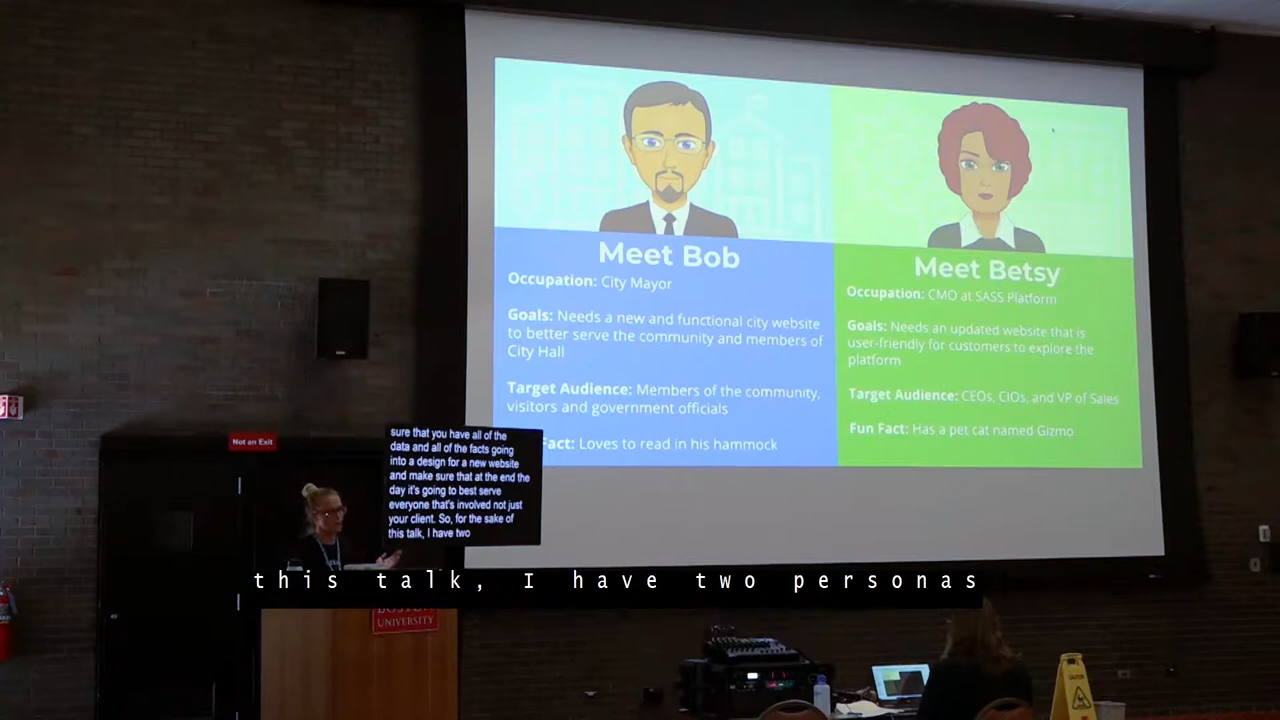 Meet Bob
Occupation: City Mayor
Goals: Needs a new and functional city website
to better serve the community and members of
City Hall
Target Audience: Members of the community,
visitors and government officials
Fact: Loves to read in his hammock
Meet Betsy
Occupation: CMO at SASS Platform
Goals: Needs an updated website that is
user-friendly for customers to explore the
platform
Target Audience: CEOs, CIOs, and VP of Sales
Fun Fact: Has a pet cat named Gizmo
Not an Exit
sure that you have all of the
data and all of the facts going
into a design for a new website
and make sure that at the end the
day it's going to best serve
everyone that's involved not just
your client. So, for the sake of
this talk, I have two
this talk, I have two personas
BOSTON
UNIVERSITY
CAUTION